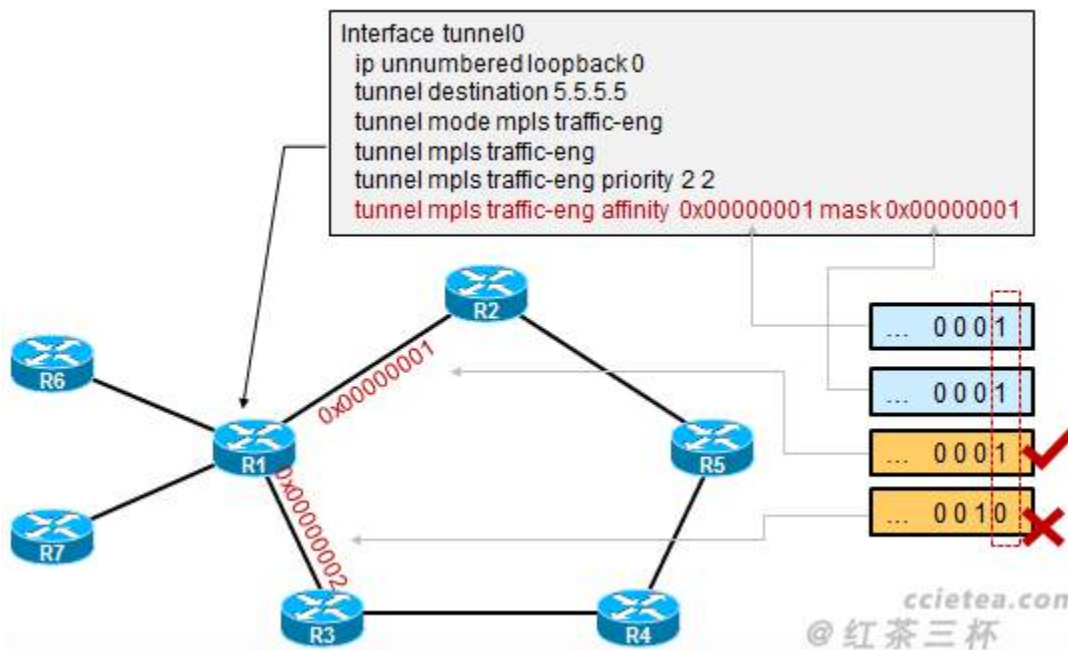 Interface tunnel0
ip unnumbered loopback 0
tunnel destination 5.5.5.5
tunnel mode mpls traffic-eng
tunnel mpls traffic-eng
tunnel mpls traffic-eng priority 2 2
tunnel mpls traffic-eng affinity 0x00000001 mask 0x00000001
R2
... 0 0 0 1
R6
0x00000001
... 0 0 0 1
R1
R5
... 0 0 0 1
0x00000002
... 0 0 1 0
R7
R3
R4
ccietea.com
@红茶三杯